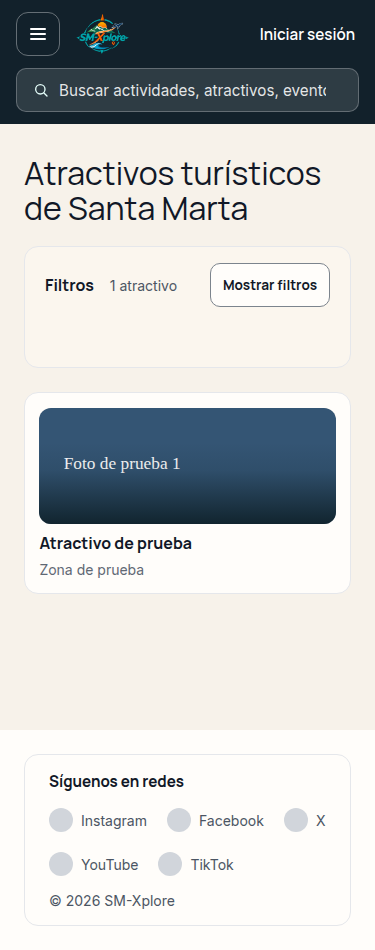 SM-Xplore
Iniciar sesión
Buscar actividades, atractivos, evento
Atractivos turísticos
de Santa Marta
Filtros 1 atractivo Mostrar filtros
Foto de prueba 1
Atractivo de prueba
Zona de prueba
Síguenos en redes
Instagram Facebook X
YouTube TikTok
© 2026 SM-Xplore